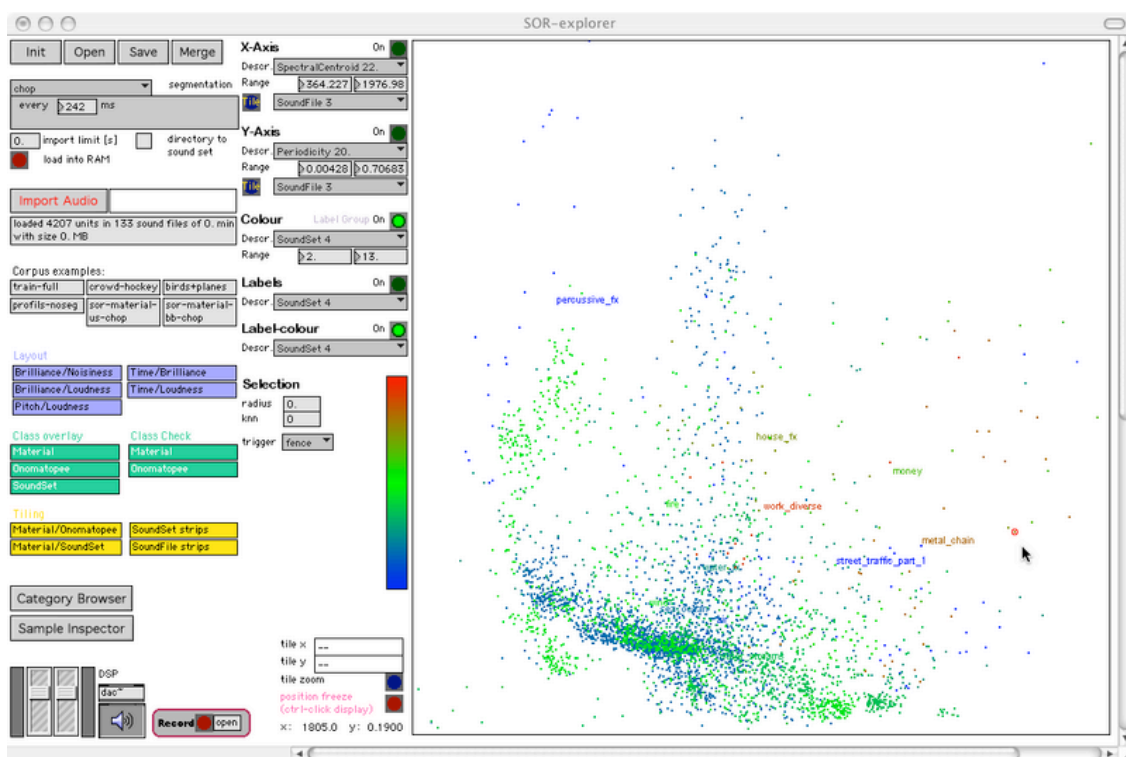 SOR-explorer
Init Open Save Merge
chop segmentation
every 242 ms
0. import limit [s] directory to
sound set
load into RAM
Import Audio
loaded 4207 units in 133 sound files of 0. min
with size 0. MB
Corpus examples:
train-full crowd-hockey birds+planes
profils-noseg sor-material- sor-material-
us-chop bb-chop
Layout
Brilliance/Noisiness Time/Brilliance
Brilliance/Loudness Time/Loudness
Pitch/Loudness
Class overlay Class Check
Material Material
Onomatopee Onomatopee
SoundSet
Tiling
Material/Onomatopee SoundSet strips
Material/SoundSet SoundFile strips
Category Browser
Sample Inspector
DSP
dac~
Record open
X-Axis On
Descr. SpectralCentroid 22.
Range 364.227 1976.98
Tile SoundFile 3
Y-Axis On
Descr. Periodicity 20.
Range 0.00428 0.70683
Tile SoundFile 3
Colour Label Group On
Descr. SoundSet 4
Range 2. 13.
Labels On
Descr. SoundSet 4
Label-colour On
Descr. SoundSet 4
Selection
radius 0.
knn 0
trigger fence
tile x --
tile y --
tile zoom
position freeze
(ctrl-click display)
x: 1805.0 y: 0.1900
percussive_fx
house_fx
money
work_diverse
metal_chain
street_traffic_part_1